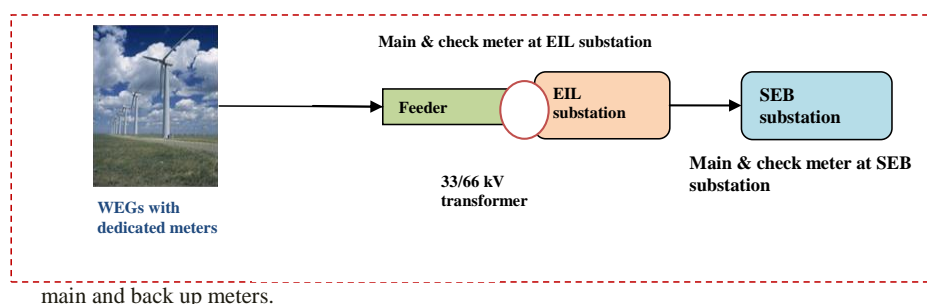 Main & check meter at EIL substation
Feeder
EIL
substation
SEB
substation
Main & check meter at SEB
substation
33/66 kV
transformer
WEGs with
dedicated meters
main and back up meters.